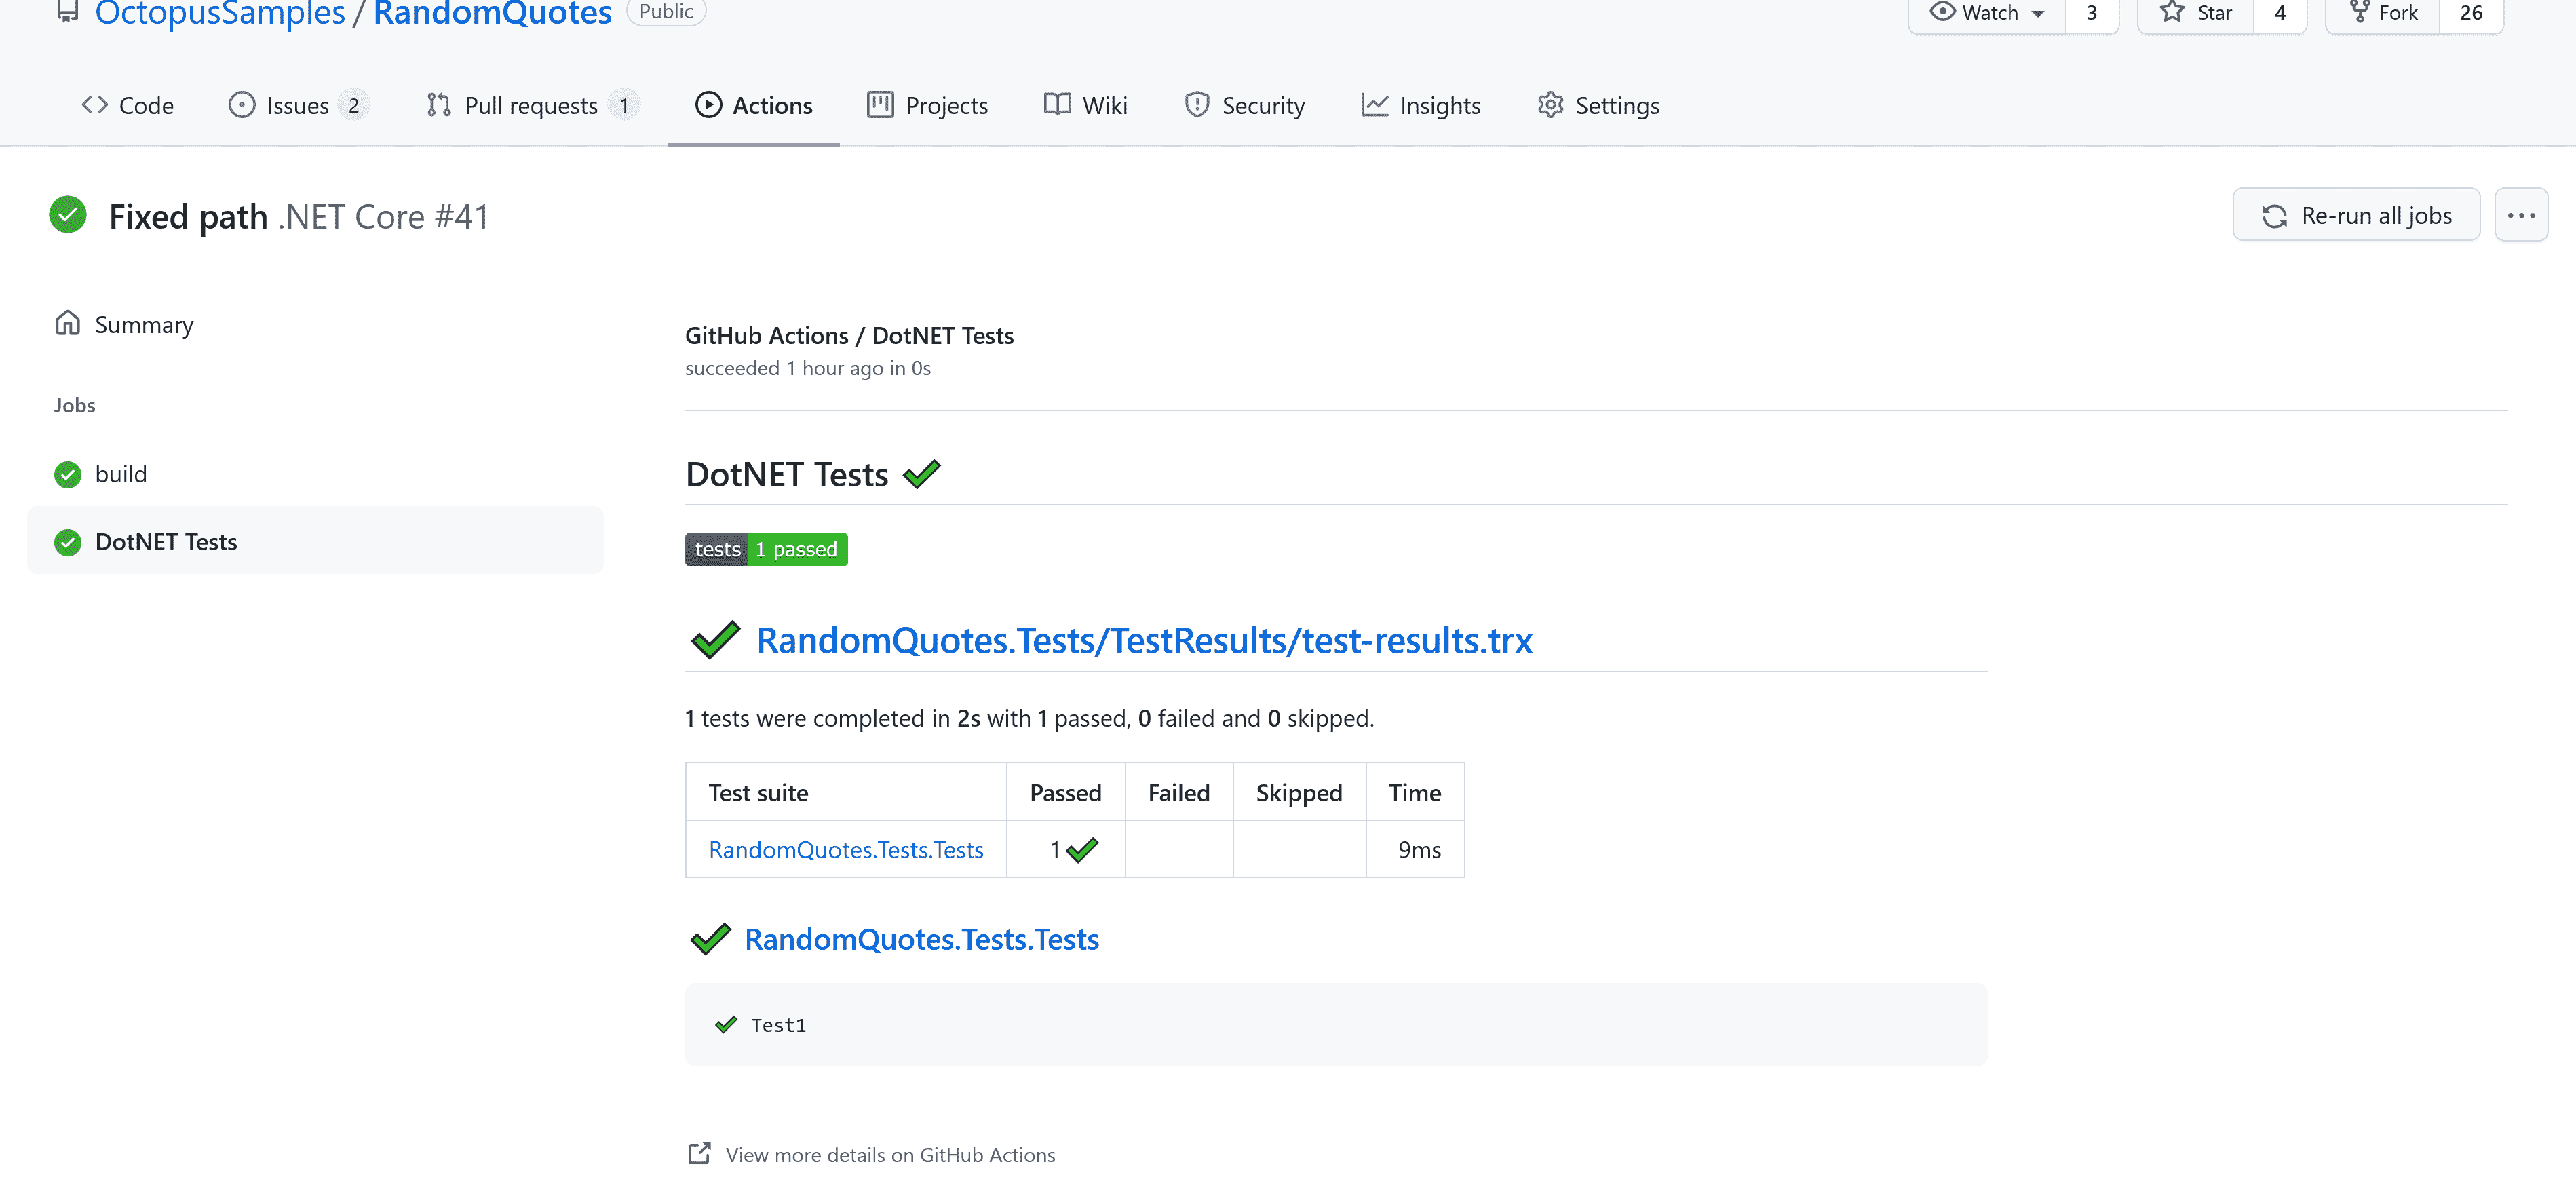 OctopusSamples / RandomQuotes Public Watch 3 Star 4 Fork 26
Code Issues 2 Pull requests 1 Actions Projects Wiki Security Insights Settings
Fixed path .NET Core #41 Re-run all jobs
Summary
GitHub Actions / DotNET Tests
succeeded 1 hour ago in 0s
Jobs
build
DotNET Tests
DotNET Tests
tests 1 passed
RandomQuotes.Tests/TestResults/test-results.trx
1 tests were completed in 2s with 1 passed, 0 failed and 0 skipped.
Test suite Passed Failed Skipped Time
RandomQuotes.Tests.Tests 1 9ms
RandomQuotes.Tests.Tests
Test1
View more details on GitHub Actions